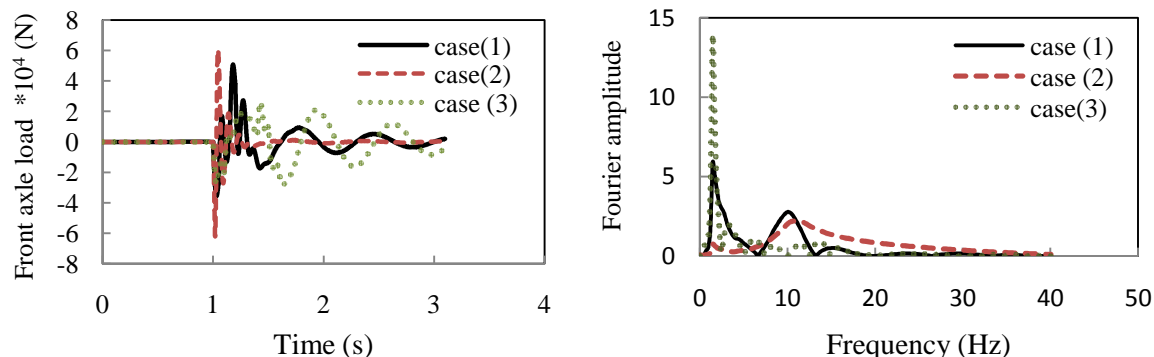 Front axle load *10⁴ (N)
8
6
4
2
0
-2
-4
-6
-8
case(1)
case(2)
case (3)
0 1 2 3 4
Time (s)
Fourier amplitude
15
10
5
0
case (1)
case (2)
case(3)
0 10 20 30 40 50
Frequency (Hz)